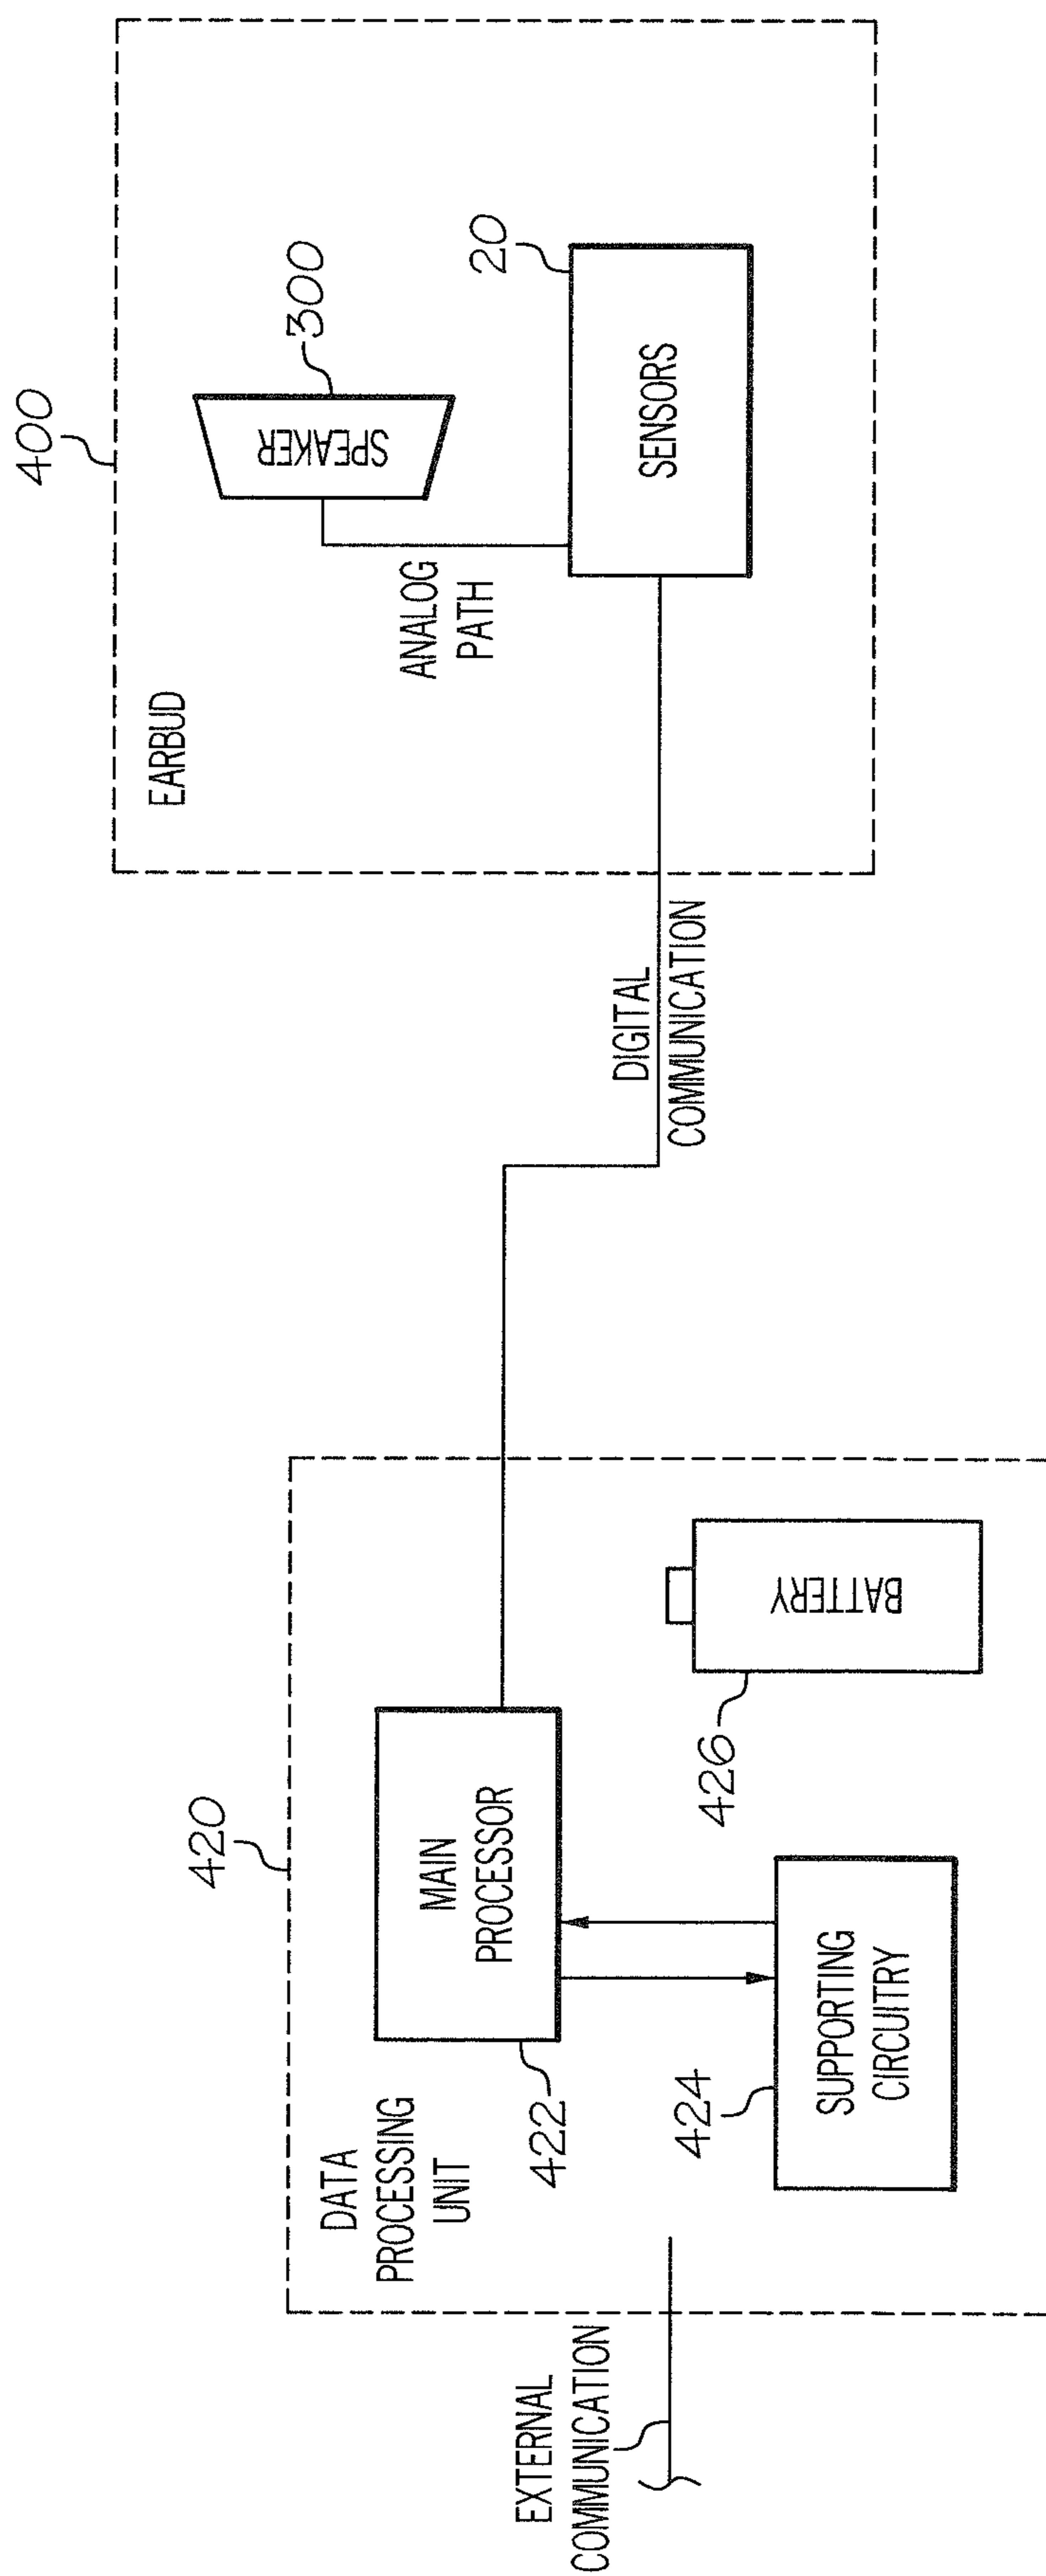 420
DATA
PROCESSING
UNIT
MAIN
PROCESSOR
422
424
SUPPORTING
CIRCUITRY
426
BATTERY
EXTERNAL
COMMUNICATION
DIGITAL
COMMUNICATION
400
EARBUD
SPEAKER
300
ANALOG
PATH
20
SENSORS